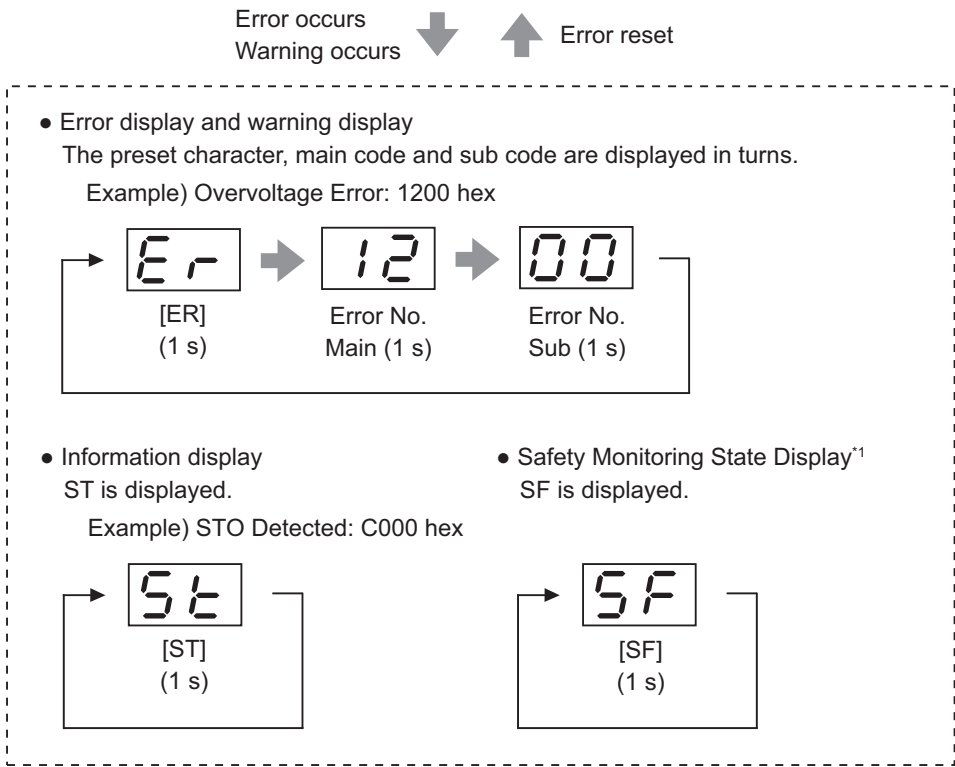 Error occurs
Warning occurs
Error reset
● Error display and warning display
The preset character, main code and sub code are displayed in turns.
Example) Overvoltage Error: 1200 hex
Er
12
00
[ER]
(1 s)
Error No.
Main (1 s)
Error No.
Sub (1 s)
● Information display
ST is displayed.
Example) STO Detected: C000 hex
St
[ST]
(1 s)
● Safety Monitoring State Display*1
SF is displayed.
SF
[SF]
(1 s)